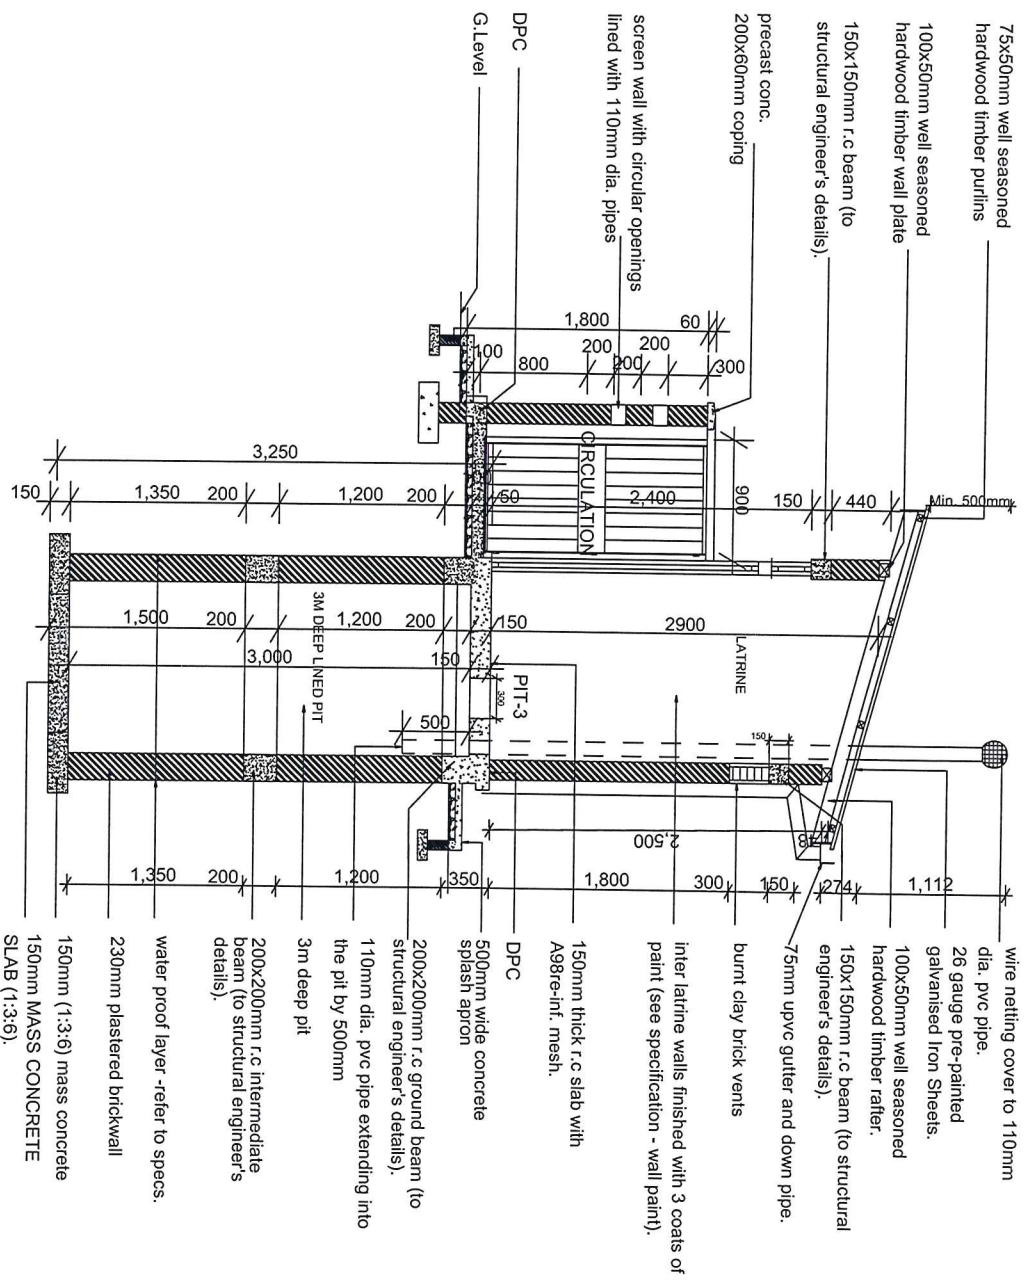 75x50mm well seasoned
hardwood timber purlins
100x50mm well seasoned
hardwood timber wall plate
150x150mm r.c beam (to
structural engineer's details).
precast conc.
200x60mm coping
screen wall with circular openings
lined with 110mm dia. pipes
DPC
G.Level
1,800
60
100
800
200
200
200
300
CIRCULATION
900
3,250
150
1,350
200
1,200
200
50
2,400
150
440
Min. 500mm
1,500
200
1,200
200
150
2900
3,000
150
3M DEEP LINED PIT
PIT-3
300
LATRINE
500
150
2,500
1,350
200
1,200
350
1,800
300
150
274
1,112
wire netting cover to 110mm
dia. pvc pipe.
26 gauge pre-painted
galvanised Iron Sheets.
100x50mm well seasoned
hardwood timber rafter.
150x150mm r.c beam (to structural
engineer's details).
75mm upvc gutter and down pipe.
burnt clay brick vents
inter latrine walls finished with 3 coats of
paint (see specification - wall paint).
150mm thick r.c slab with
A98re-inf. mesh.
DPC
500mm wide concrete
splash apron
200x200mm r.c ground beam (to
structural engineer's details).
110mm dia. pvc pipe extending into
the pit by 500mm
3m deep pit
200x200mm r.c intermediate
beam (to structural engineer's
details).
water proof layer -refer to specs.
230mm plastered brickwall
150mm (1:3:6) mass concrete
150mm MASS CONCRETE
SLAB (1:3:6).